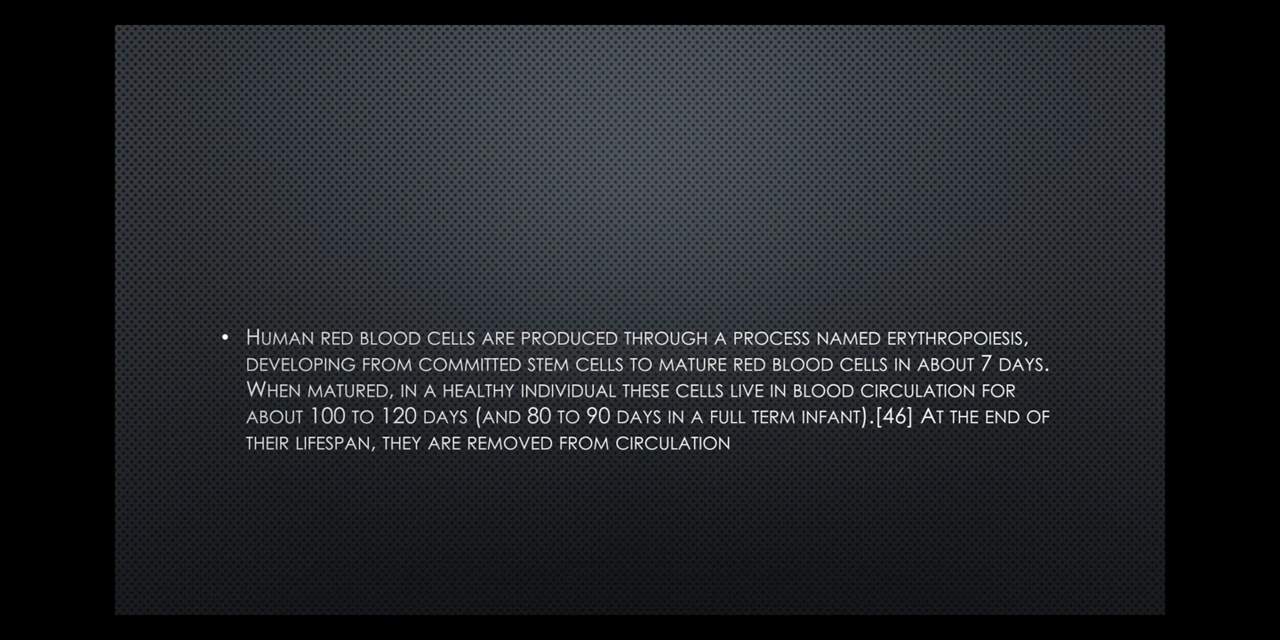 • Human red blood cells are produced through a process named erythropoiesis,
developing from committed stem cells to mature red blood cells in about 7 days.
When matured, in a healthy individual these cells live in blood circulation for
about 100 to 120 days (and 80 to 90 days in a full term infant).[46] At the end of
their lifespan, they are removed from circulation